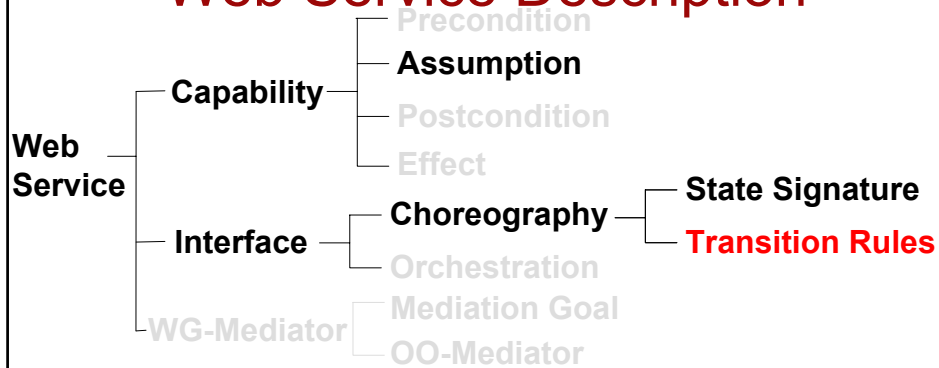 Web Service Description
Precondition
Assumption
Capability
Postcondition
Effect
Web
Service
State Signature
Choreography
Transition Rules
Interface
Orchestration
Mediation Goal
WG-Mediator
OO-Mediator